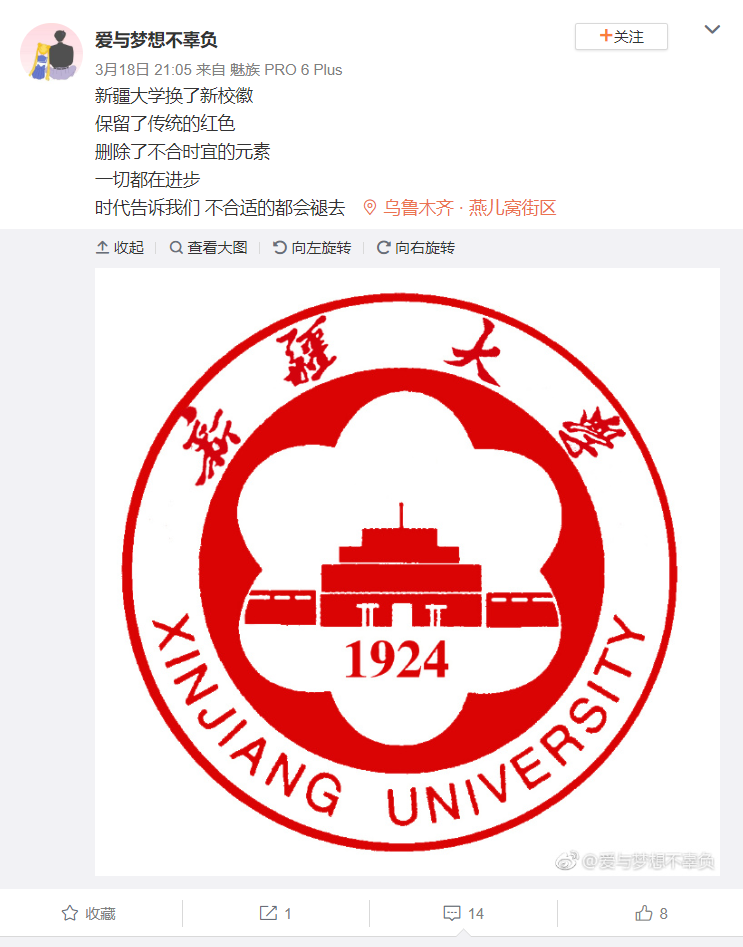 爱与梦想不辜负
+关注
3月18日 21:05 来自 魅族 PRO 6 Plus
新疆大学换了新校徽
保留了传统的红色
删除了不合时宜的元素
一切都在进步
时代告诉我们 不合适的都会褪去 乌鲁木齐 · 燕儿窝街区
收起 查看大图 向左旋转 向右旋转
新疆大学
1924
XINJIANG UNIVERSITY
@爱与梦想不辜负
收藏 1 14 8